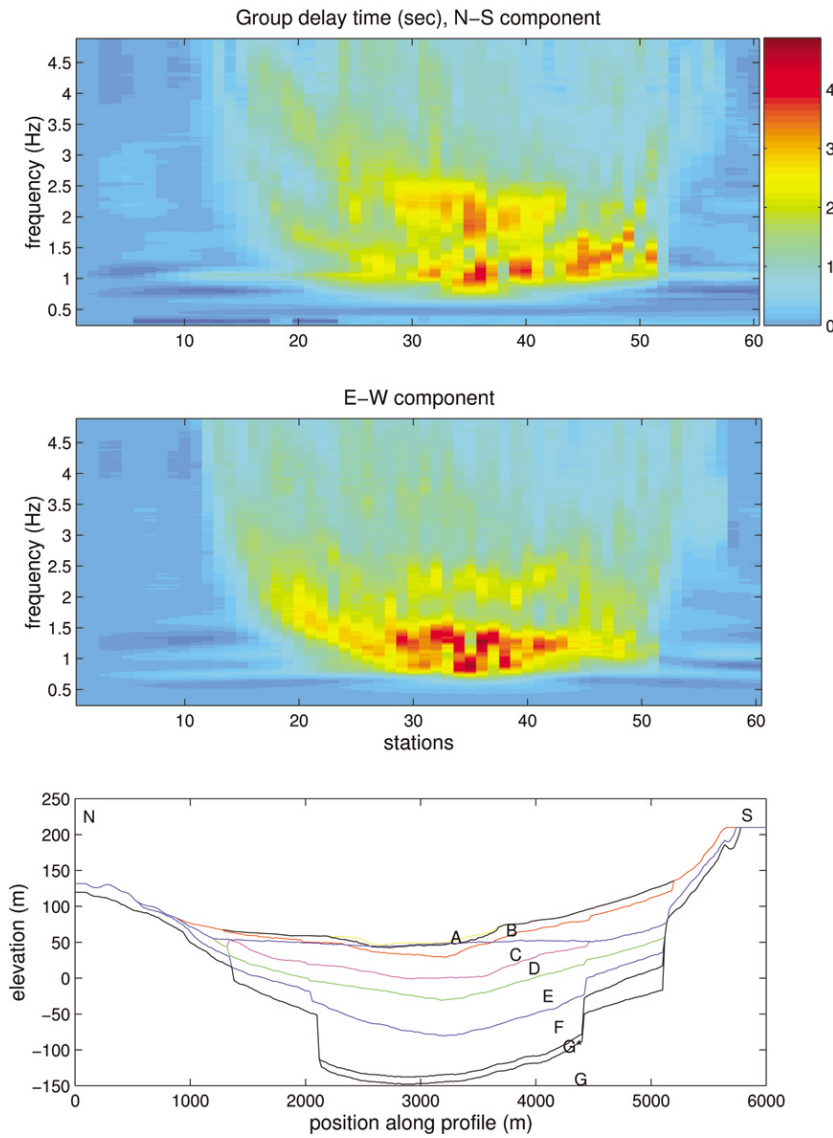 Group delay time (sec), N−S component
4.5
4
3.5
3
2.5
2
1.5
1
0.5
frequency (Hz)
10 20 30 40 50 60
4
3
2
1
0
E−W component
4.5
4
3.5
3
2.5
2
1.5
1
0.5
frequency (Hz)
10 20 30 40 50 60
stations
250
200
150
100
50
0
−50
−100
−150
elevation (m)
N S
A
B
C
D
E
F
G*
G
0 1000 2000 3000 4000 5000 6000
position along profile (m)